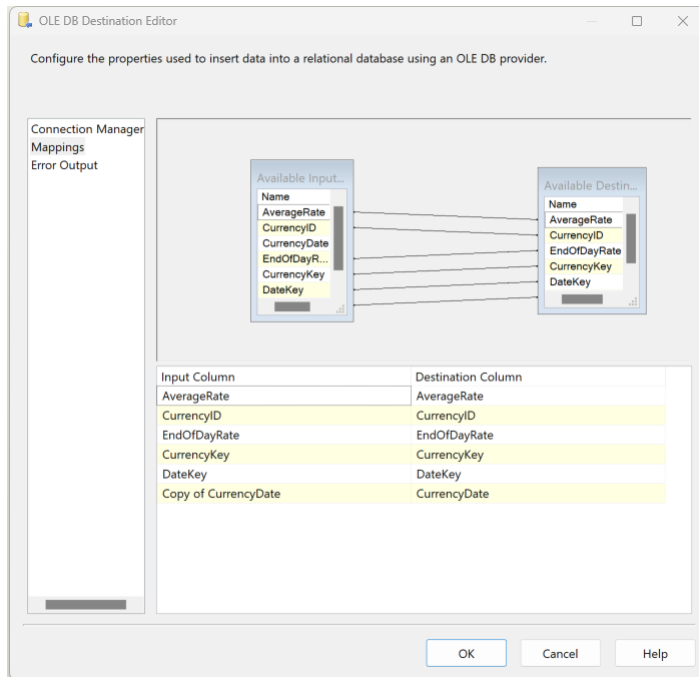 OLE DB Destination Editor
Configure the properties used to insert data into a relational database using an OLE DB provider.
Connection Manager
Mappings
Error Output
Available Input...
Name
AverageRate
CurrencyID
CurrencyDate
EndOfDayR...
CurrencyKey
DateKey
Available Destin...
Name
AverageRate
CurrencyID
EndOfDayRate
CurrencyKey
DateKey
Input Column Destination Column
AverageRate AverageRate
CurrencyID CurrencyID
EndOfDayRate EndOfDayRate
CurrencyKey CurrencyKey
DateKey DateKey
Copy of CurrencyDate CurrencyDate
OK Cancel Help